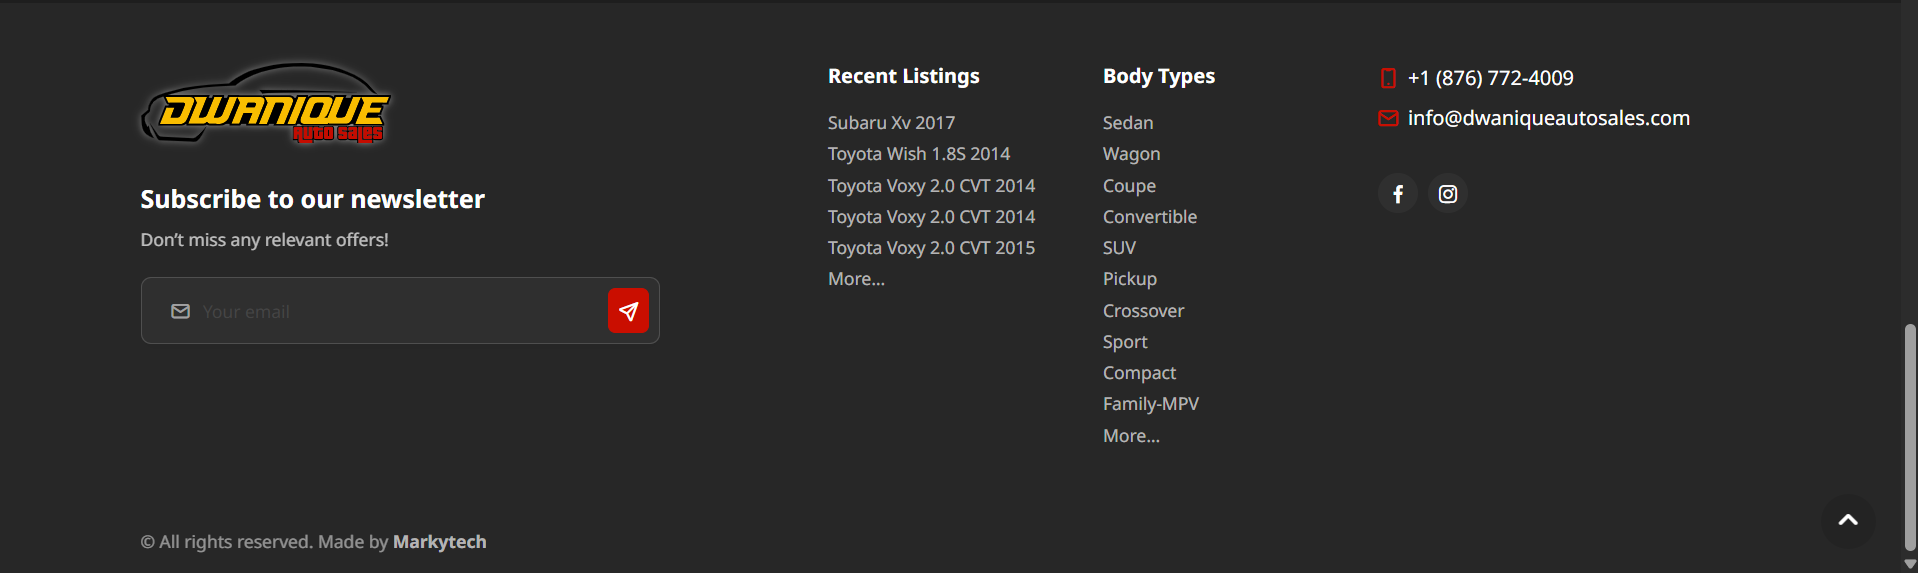 DWANIQUE
Auto Sales
Subscribe to our newsletter
Don't miss any relevant offers!
Your email
Recent Listings
Subaru Xv 2017
Toyota Wish 1.8S 2014
Toyota Voxy 2.0 CVT 2014
Toyota Voxy 2.0 CVT 2014
Toyota Voxy 2.0 CVT 2015
More...
Body Types
Sedan
Wagon
Coupe
Convertible
SUV
Pickup
Crossover
Sport
Compact
Family-MPV
More...
+1 (876) 772-4009
info@dwaniqueautosales.com
© All rights reserved. Made by Markytech